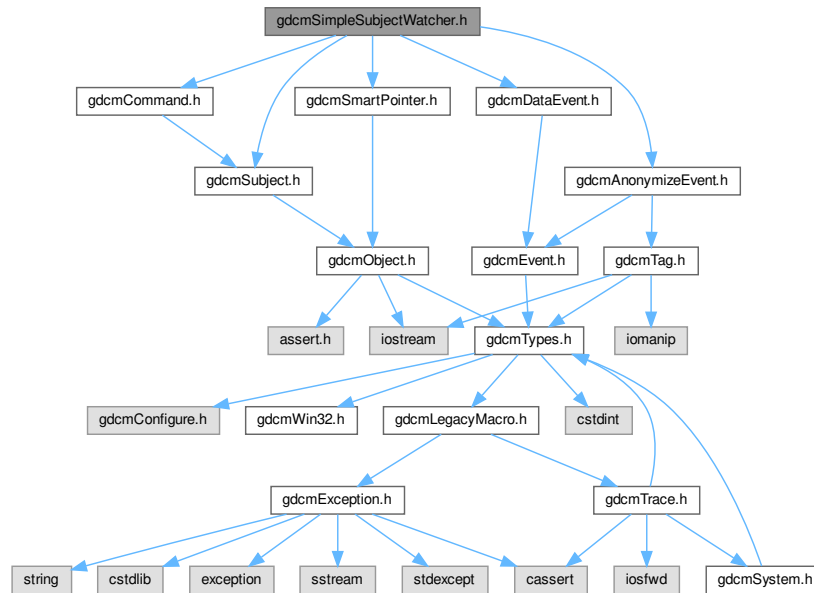 gdcmSimpleSubjectWatcher.h
gdcmCommand.h
gdcmSmartPointer.h
gdcmDataEvent.h
gdcmSubject.h
gdcmAnonymizeEvent.h
gdcmObject.h
gdcmEvent.h
gdcmTag.h
assert.h
iostream
gdcmTypes.h
iomanip
gdcmConfigure.h
gdcmWin32.h
gdcmLegacyMacro.h
cstdint
gdcmException.h
gdcmTrace.h
string
cstdlib
exception
sstream
stdexcept
cassert
iosfwd
gdcmSystem.h